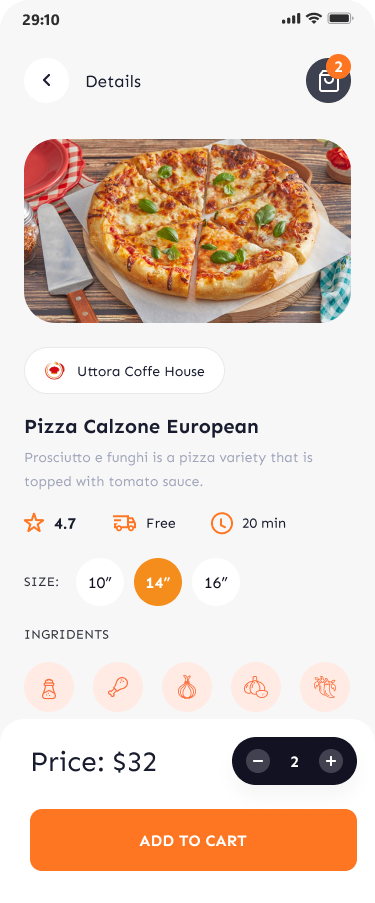 29:10
Details
2
Uttora Coffe House
Pizza Calzone European
Prosciutto e funghi is a pizza variety that is
topped with tomato sauce.
4.7 Free 20 min
SIZE: 10” 14” 16”
INGRIDENTS
Price: $32 2
ADD TO CART